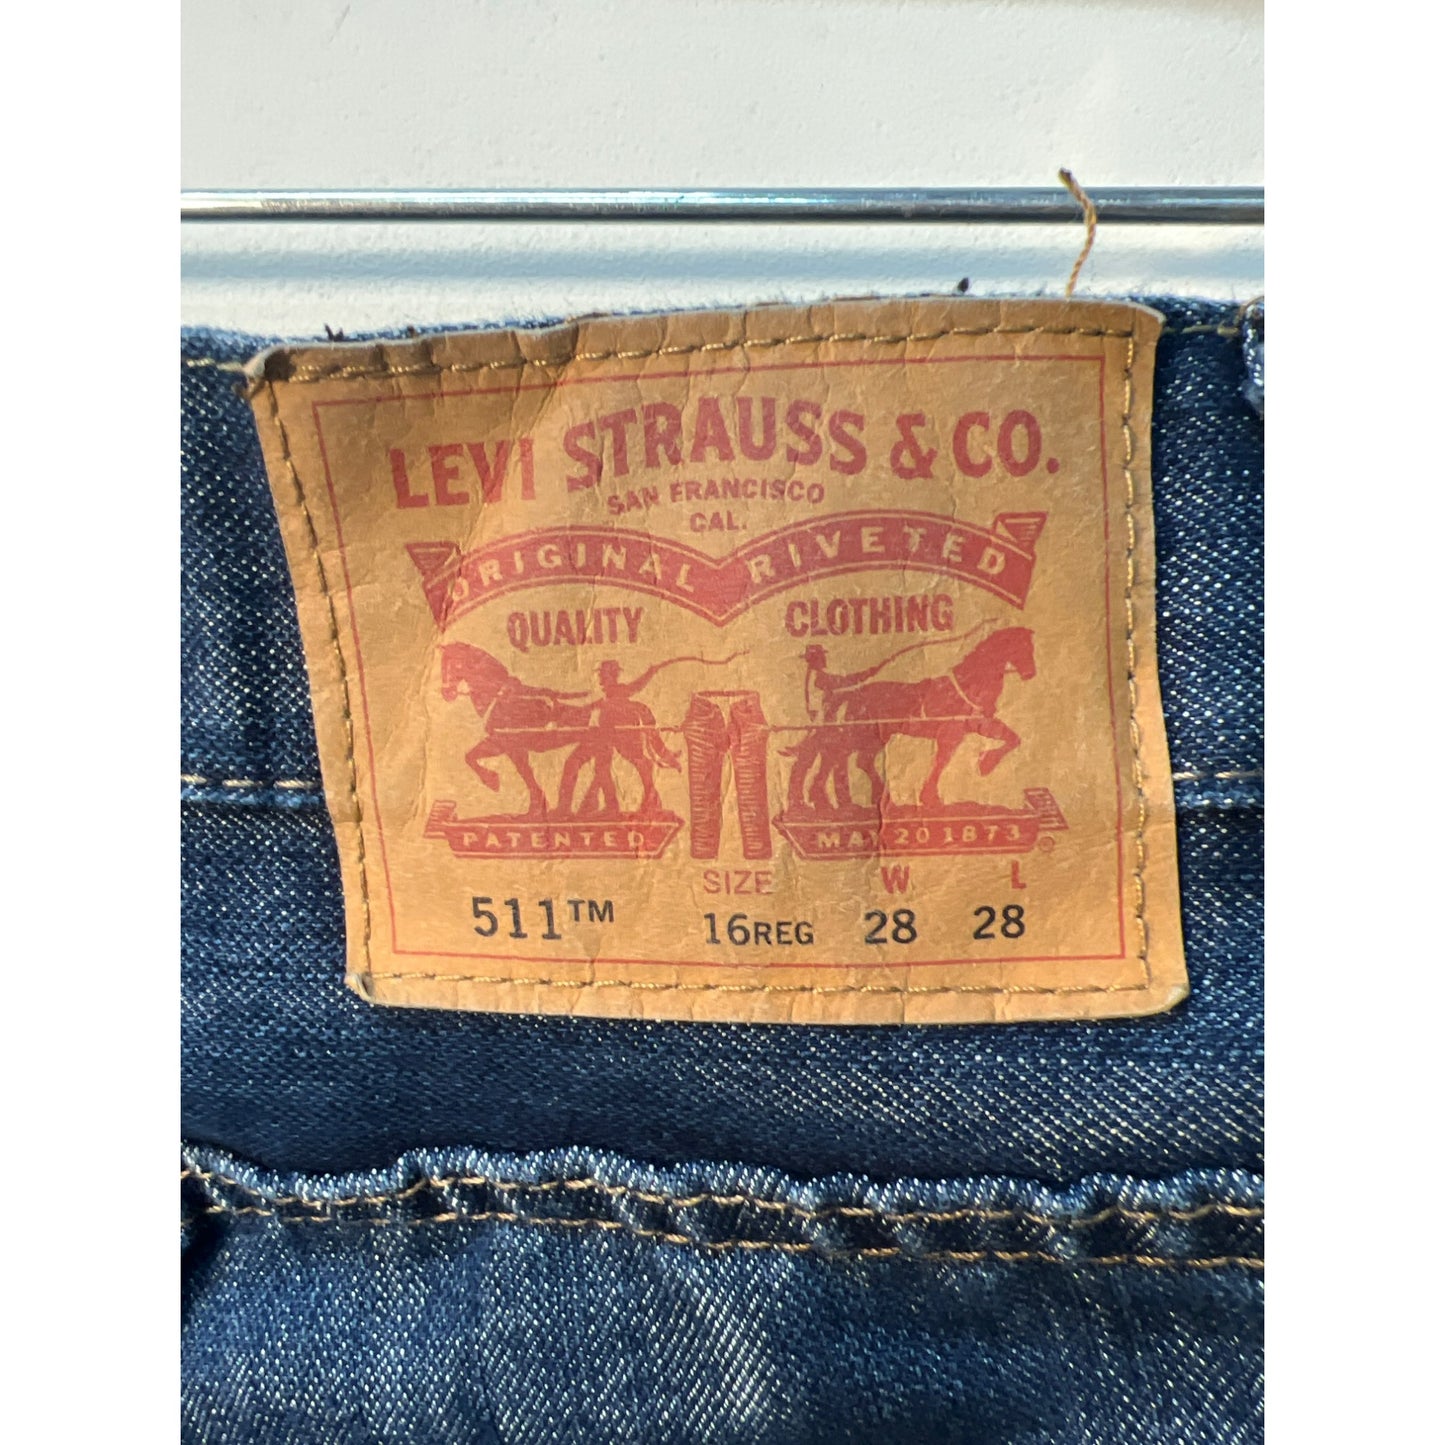 LEVI STRAUSS & CO.
SAN FRANCISCO
CAL.
ORIGINAL RIVETED
QUALITY CLOTHING
PATENTED MAY 20 1873 ®
SIZE W L
511™ 16REG 28 28